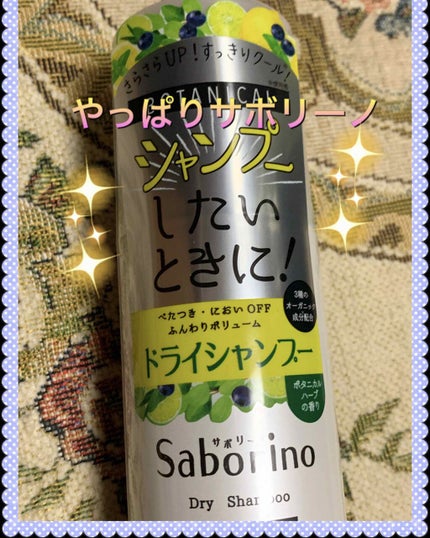 さらさらUP!すっきりクール!
BOTANICAL
やっぱりサボリーノ
シャンプー
したい
ときに!
3種の
オーガニック
成分配合
べたつき・においOFF
ふんわりボリューム
ドライシャンプー
ボタニカル
ハーブ
の香り
サボリーノ
Saborino
Dry Shampoo